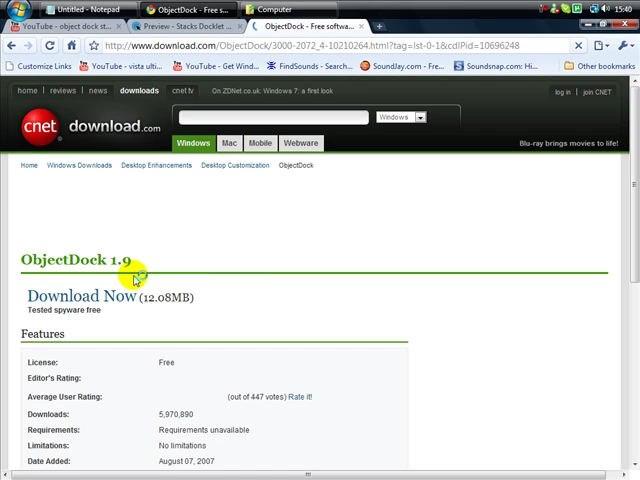 Untitled - Notepad
ObjectDock - Free s...
Computer
15:40
YouTube - object dock st...
Preview - Stacks Docklet ...
ObjectDock - Free softwa...
http://www.download.com/ObjectDock/3000-2072_4-10210264.html?tag=lst-0-1&cdlPid=10696248
Customize Links
YouTube - vista ulti...
Get Wind...
FindSounds - Search...
SoundJay.com - Free...
Soundsnap.com: Hi...
Other bookmarks
home | reviews | news | downloads | cnet tv
On ZDNet.co.uk: Windows 7: a first look
log in | join CNET
cnet download.com
Windows
Windows Mac Mobile Webware
Blu-ray brings movies to life!
Home Windows Downloads Desktop Enhancements Desktop Customization ObjectDock
ObjectDock 1.9
Download Now (12.08MB)
Tested spyware free
Features
License: Free
Editor's Rating:
Average User Rating: (out of 447 votes) Rate it!
Downloads: 5,970,890
Requirements: Requirements unavailable
Limitations: No limitations
Date Added: August 07, 2007